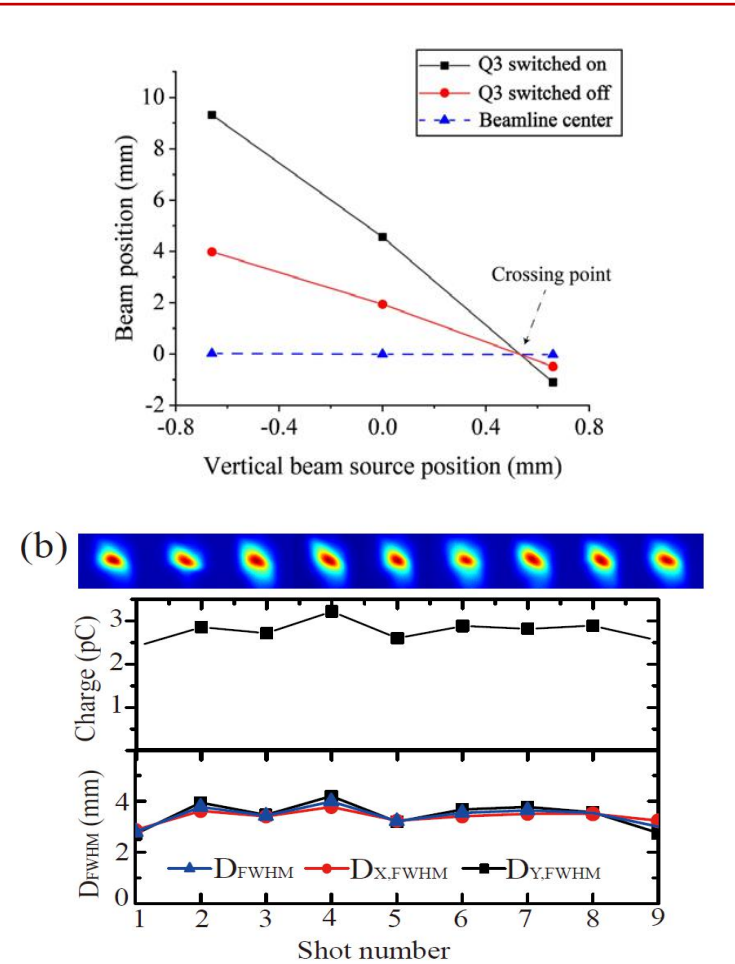 Q3 switched on
Q3 switched off
Beamline center
10
8
6
4
2
0
-2
Beam position (mm)
Crossing point
-0.8 -0.4 0.0 0.4 0.8
Vertical beam source position (mm)
(b)
3
2
1
Charge (pC)
4
2
0
DFWHM (mm)
DFWHM DX,FWHM DY,FWHM
1 2 3 4 5 6 7 8 9
Shot number